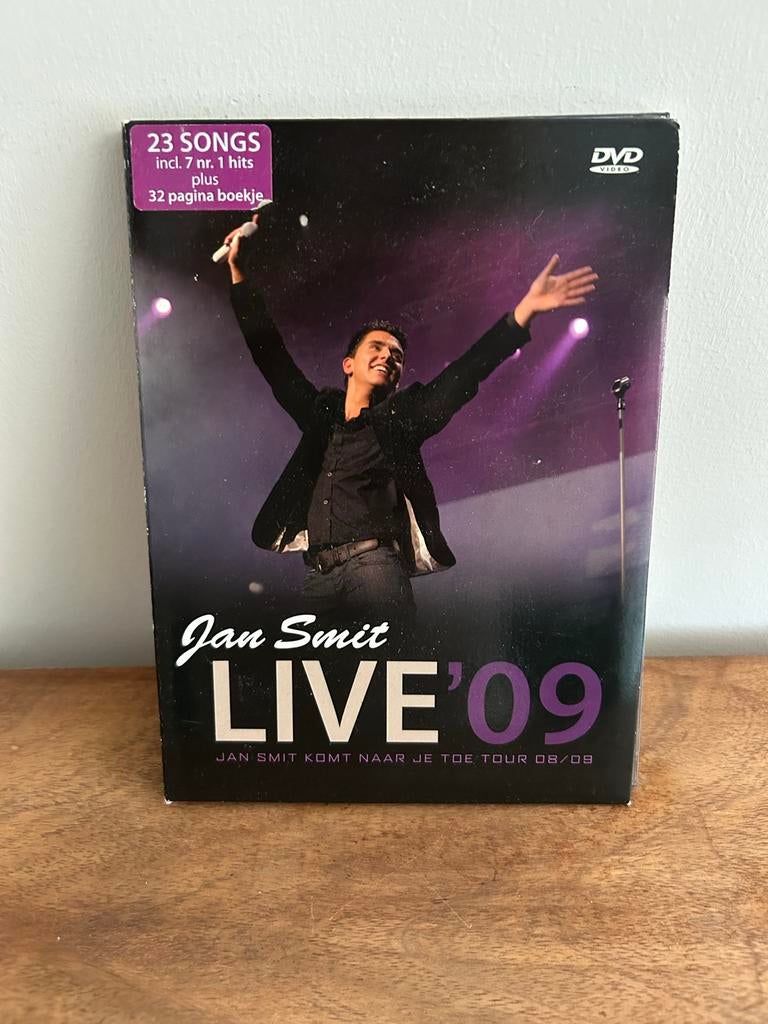 23 SONGS
incl. 7 nr. 1 hits
plus
32 pagina boekje
DVD
VIDEO
Jan Smit
LIVE '09
JAN SMIT KOMT NAAR JE TOE TOUR 08/09